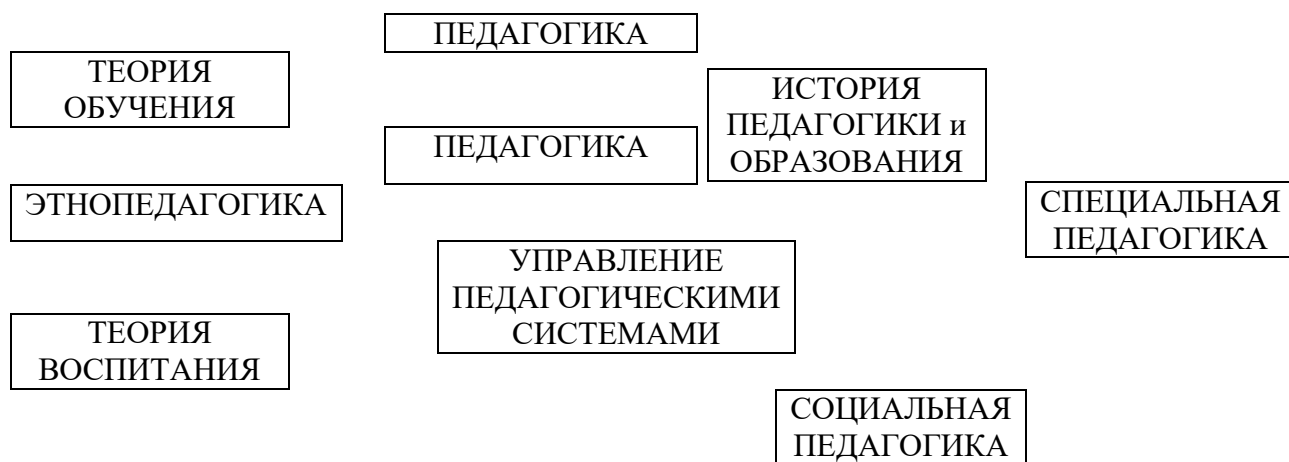 ПЕДАГОГИКА
ТЕОРИЯ
ОБУЧЕНИЯ
ИСТОРИЯ
ПЕДАГОГИКИ и
ОБРАЗОВАНИЯ
ПЕДАГОГИКА
ЭТНОПЕДАГОГИКА
СПЕЦИАЛЬНАЯ
ПЕДАГОГИКА
УПРАВЛЕНИЕ
ПЕДАГОГИЧЕСКИМИ
СИСТЕМАМИ
ТЕОРИЯ
ВОСПИТАНИЯ
СОЦИАЛЬНАЯ
ПЕДАГОГИКА